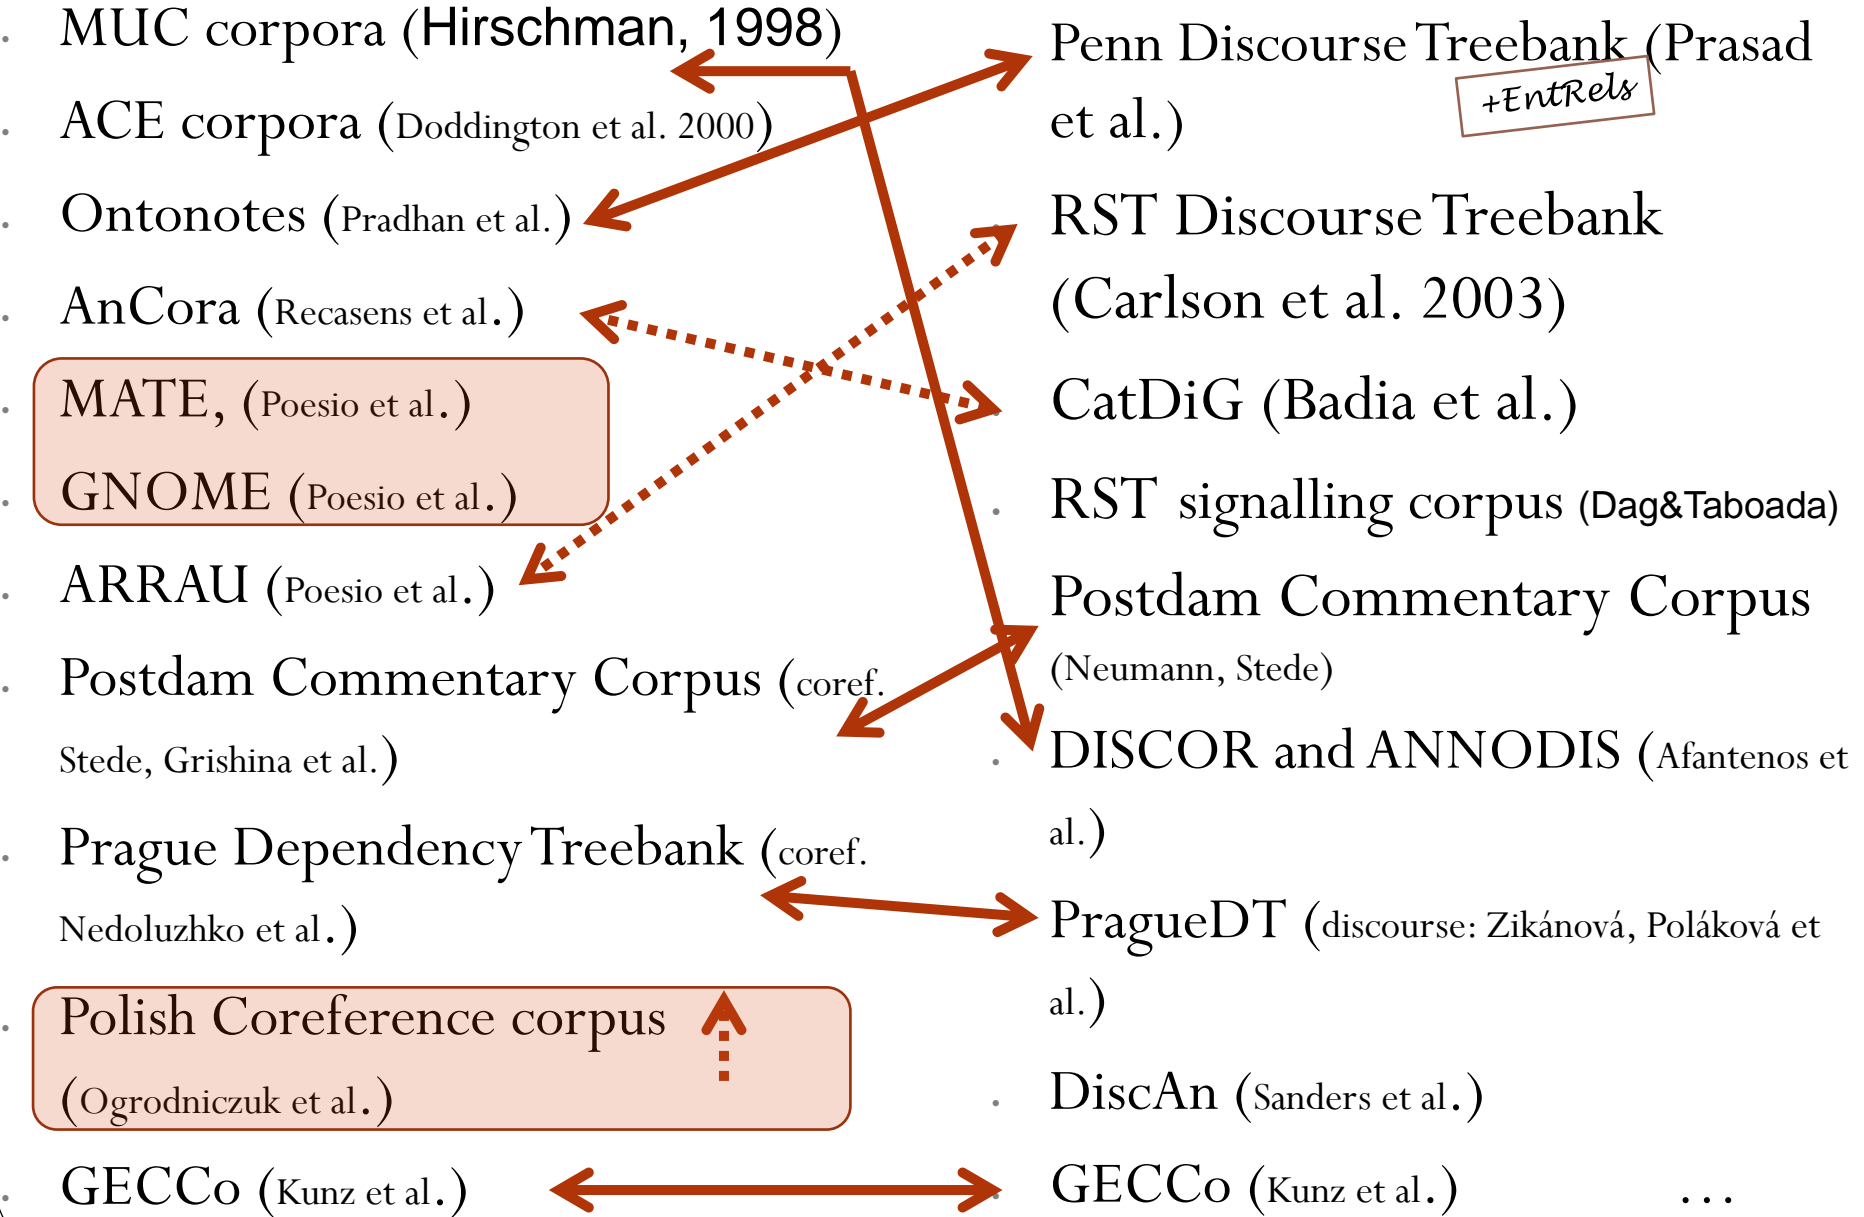 MUC corpora (Hirschman, 1998)
ACE corpora (Doddington et al. 2000)
Ontonotes (Pradhan et al.)
AnCora (Recasens et al.)
MATE, (Poesio et al.)
GNOME (Poesio et al.)
ARRAU (Poesio et al.)
Postdam Commentary Corpus (coref.
Stede, Grishina et al.)
Prague Dependency Treebank (coref.
Nedoluzhko et al.)
Polish Coreference corpus
(Ogrodniczuk et al.)
GECCo (Kunz et al.)
Penn Discourse Treebank (Prasad
et al.)
+EntRels
RST Discourse Treebank
(Carlson et al. 2003)
CatDiG (Badia et al.)
RST signalling corpus (Dag&Taboada)
Postdam Commentary Corpus
(Neumann, Stede)
DISCOR and ANNODIS (Afantenos et
al.)
PragueDT (discourse: Zikánová, Poláková et
al.)
DiscAn (Sanders et al.)
GECCo (Kunz et al.) …